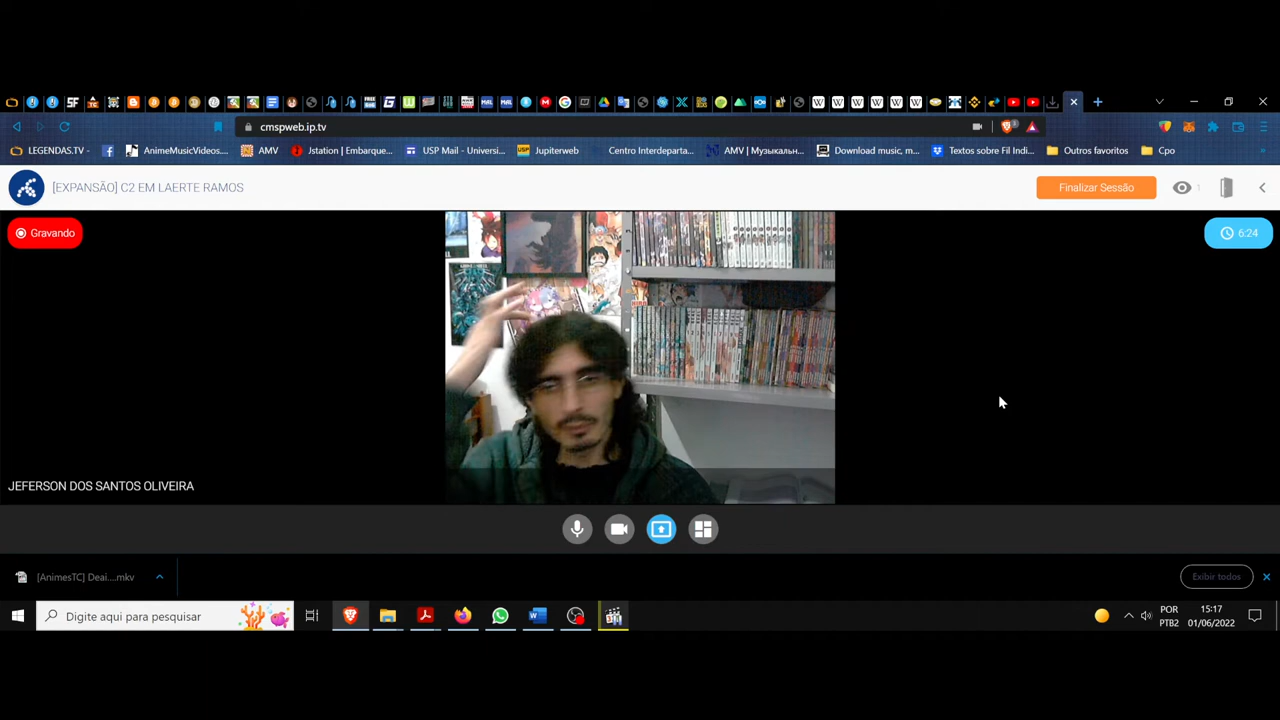 cmspweb.ip.tv
LEGENDAS.TV -
AnimeMusicVideos...
AMV
Jstation | Embarque...
USP Mail - Universi...
Jupiterweb
Centro Interdeparta...
AMV | Музыкальн...
Download music, m...
Textos sobre Fil Indi...
Outros favoritos
Cpo
[EXPANSÃO] C2 EM LAERTE RAMOS
Finalizar Sessão
1
Gravando
6:24
JEFERSON DOS SANTOS OLIVEIRA
[AnimesTC] Deai....mkv
Exibir todos
Digite aqui para pesquisar
POR
PTB2
15:17
01/06/2022